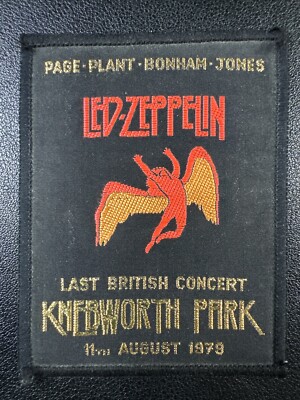 PAGE · PLANT · BONHAM · JONES
LED-ZEPPELIN
LAST BRITISH CONCERT
KNEBWORTH PARK
11TH AUGUST 1979